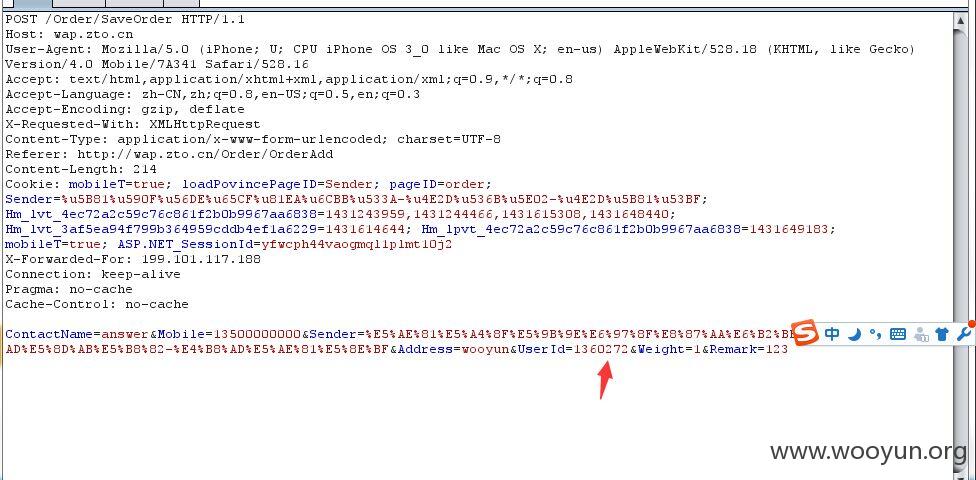 POST /Order/SaveOrder HTTP/1.1
Host: wap.zto.cn
User-Agent: Mozilla/5.0 (iPhone; U; CPU iPhone OS 3_0 like Mac OS X; en-us) AppleWebKit/528.18 (KHTML, like Gecko)
Version/4.0 Mobile/7A341 Safari/528.16
Accept: text/html,application/xhtml+xml,application/xml;q=0.9,*/*;q=0.8
Accept-Language: zh-CN,zh;q=0.8,en-US;q=0.5,en;q=0.3
Accept-Encoding: gzip, deflate
X-Requested-With: XMLHttpRequest
Content-Type: application/x-www-form-urlencoded; charset=UTF-8
Referer: http://wap.zto.cn/Order/OrderAdd
Content-Length: 214
Cookie: mobileT=true; loadPovincePageID=Sender; pageID=order;
Sender=%u5B81%u590F%u56DE%u65CF%u81EA%u6CBB%u533A-%u4E2D%u536B%u5E02-%u4E2D%u5B81%u53BF;
Hm_lvt_4ec72a2c59c76c861f2b0b9967aa6838=1431243959,1431244466,1431615308,1431648440;
Hm_lvt_3af5ea94f799b364959cddb4ef1a6229=1431614644; Hm_lpvt_4ec72a2c59c76c861f2b0b9967aa6838=1431649183;
mobileT=true; ASP.NET_SessionId=yfwcph44vaogmql1plmt10j2
X-Forwarded-For: 199.101.117.188
Connection: keep-alive
Pragma: no-cache
Cache-Control: no-cache
ContactName=answer&Mobile=13500000000&Sender=%E5%AE%81%E5%A4%8F%E5%9B%9E%E6%97%8F%E8%87%AA%E6%B2%B
AD%E5%8D%AB%E5%B8%82-%E4%B8%AD%E5%AE%81%E5%8E%BF&Address=wooyun&UserId=1360272&Weight=1&Remark=123
中
www.wooyun.org